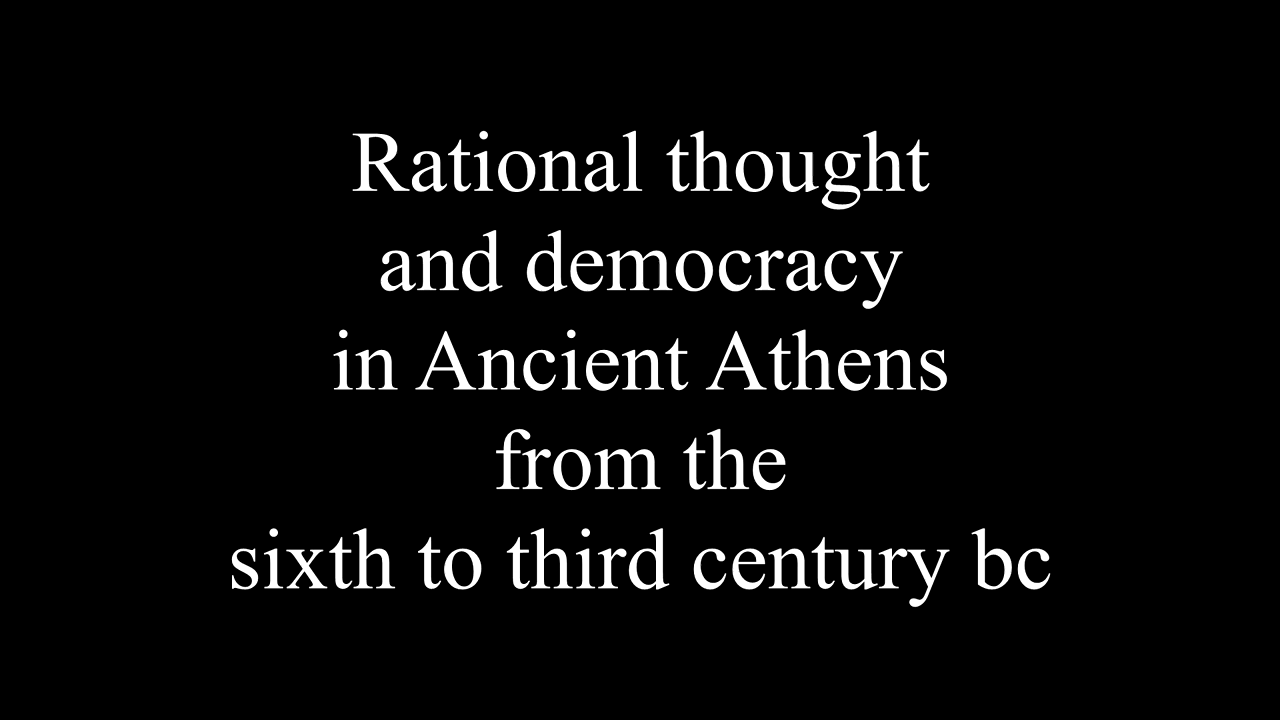 Rational thought
and democracy
in Ancient Athens
from the
sixth to third century bc